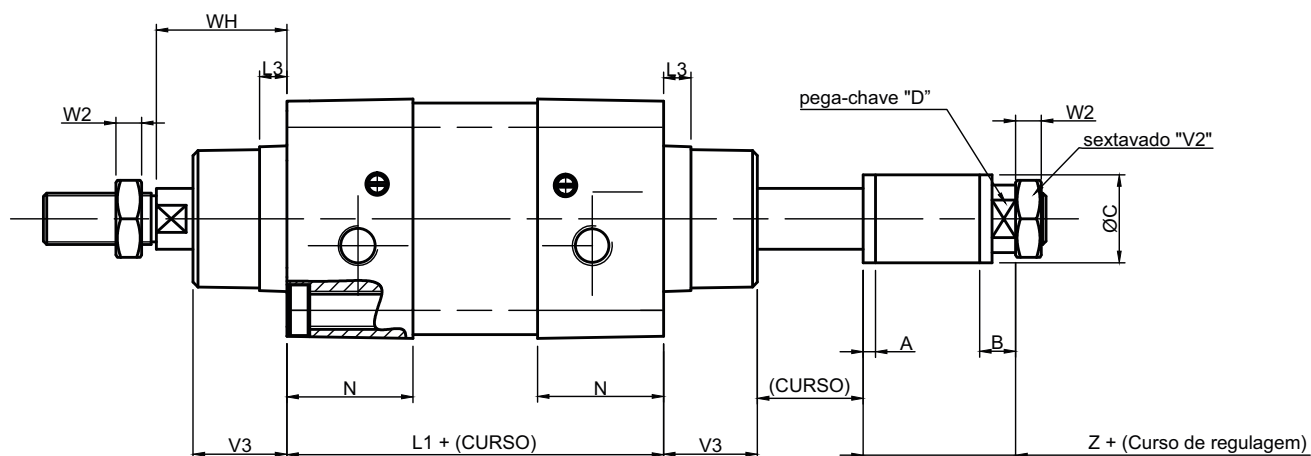 WH
L3
L3
W2
pega-chave "D"
W2
sextavado "V2"
ØC
A
B
N
N
(CURSO)
V3
L1 + (CURSO)
V3
Z + (Curso de regulagem)